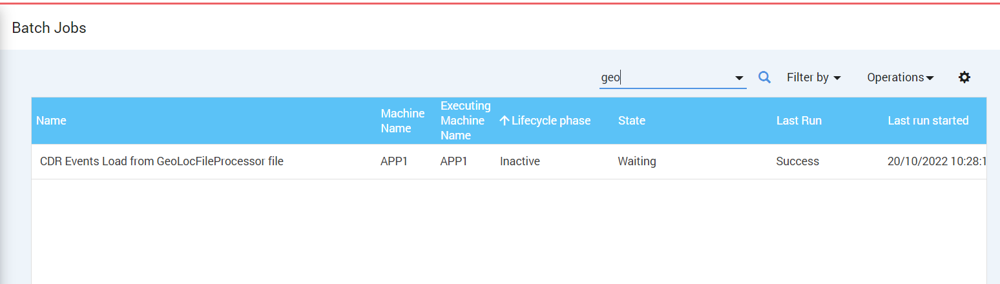 Batch Jobs
geo Filter by Operations
Name Machine Name Executing Machine Name Lifecycle phase State Last Run Last run started
CDR Events Load from GeoLocFileProcessor file APP1 APP1 Inactive Waiting Success 20/10/2022 10:28:1